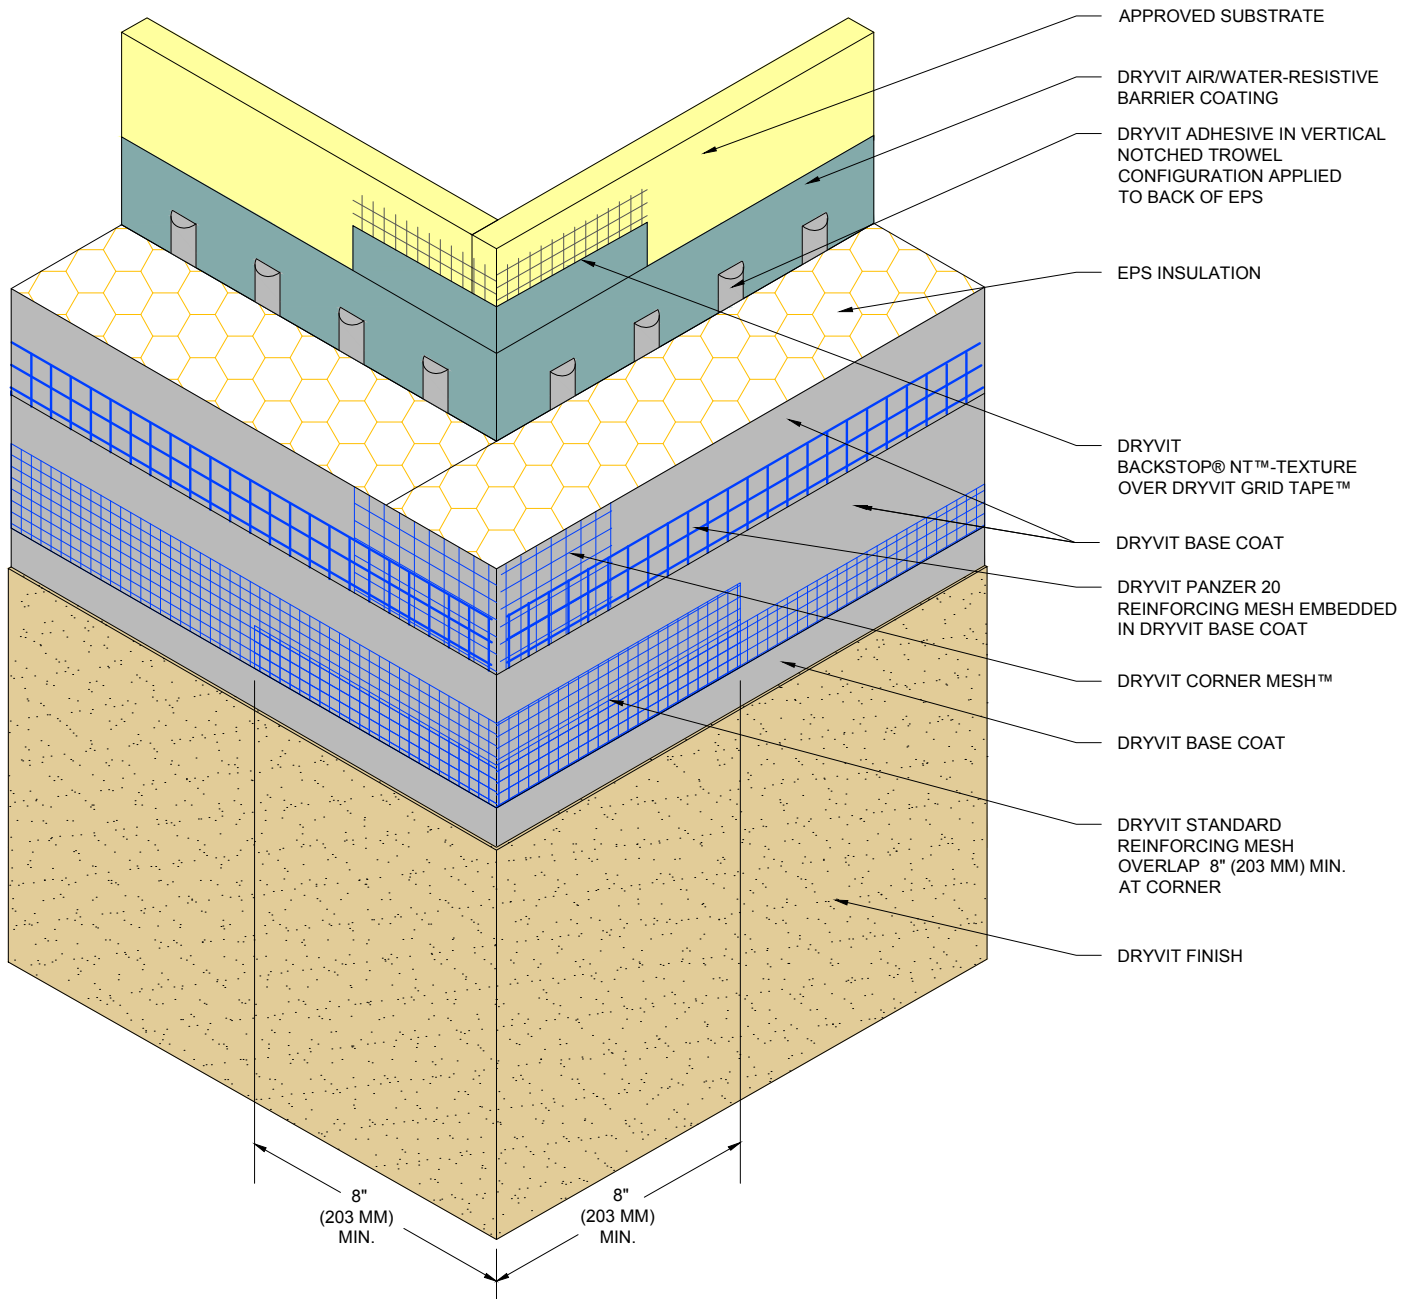 APPROVED SUBSTRATE
DRYVIT AIR/WATER-RESISTIVE
BARRIER COATING
DRYVIT ADHESIVE IN VERTICAL
NOTCHED TROWEL
CONFIGURATION APPLIED
TO BACK OF EPS
EPS INSULATION
DRYVIT
BACKSTOP® NT™-TEXTURE
OVER DRYVIT GRID TAPE™
DRYVIT BASE COAT
DRYVIT PANZER 20
REINFORCING MESH EMBEDDED
IN DRYVIT BASE COAT
DRYVIT CORNER MESH™
DRYVIT BASE COAT
DRYVIT STANDARD
REINFORCING MESH
OVERLAP 8" (203 MM) MIN.
AT CORNER
DRYVIT FINISH
8"
(203 MM)
MIN.
8"
(203 MM)
MIN.